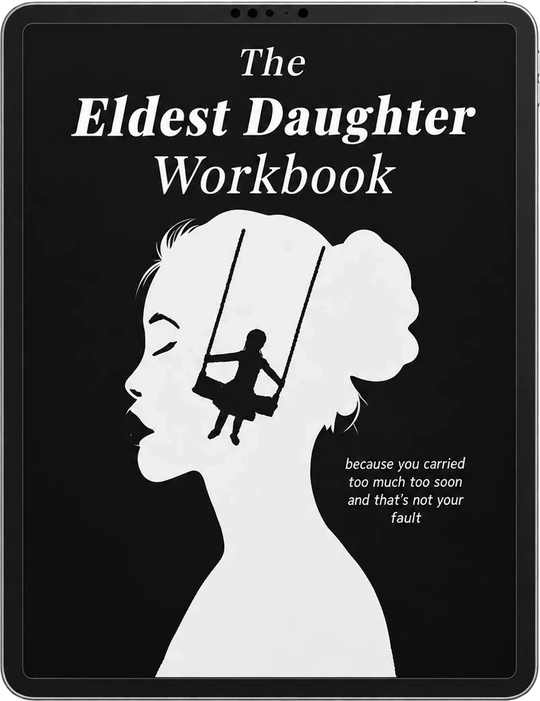 The
Eldest Daughter
Workbook
because you carried
too much too soon
and that's not your
fault